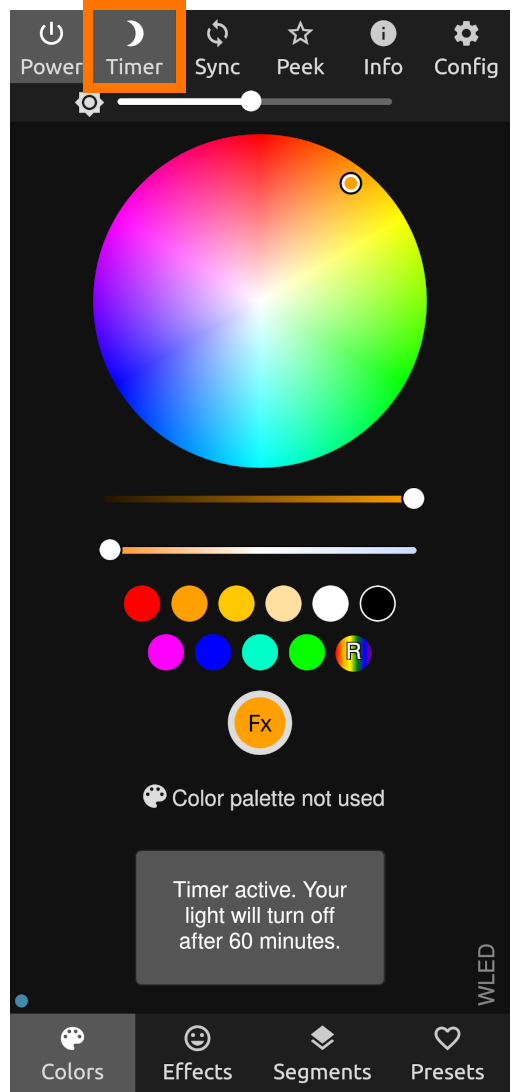 Power Timer Sync Peek Info Config
R
Fx
Color palette not used
Timer active. Your
light will turn off
after 60 minutes.
WLED
Colors Effects Segments Presets